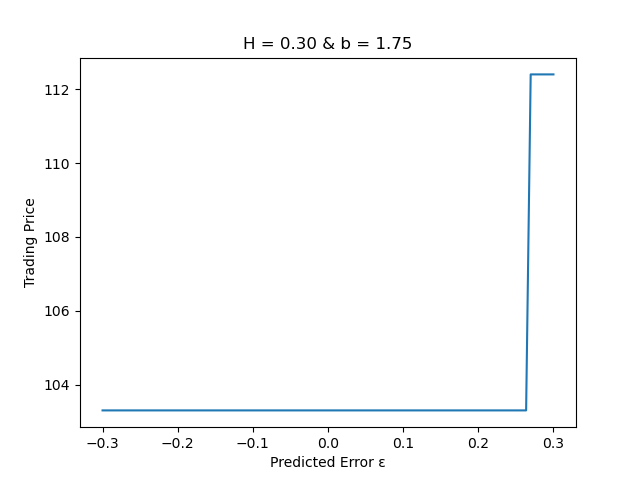 H = 0.30 & b = 1.75
112
110
108
106
104
Trading Price
−0.3 −0.2 −0.1 0.0 0.1 0.2 0.3
Predicted Error ε